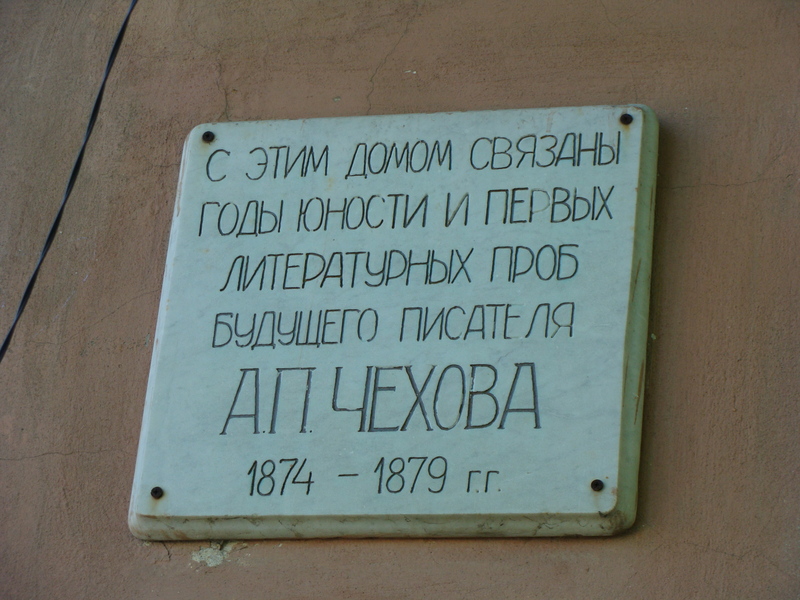 С ЭТИМ ДОМОМ СВЯЗАНЫ
ГОДЫ ЮНОСТИ И ПЕРВЫХ
ЛИТЕРАТУРНЫХ ПРОБ
БУДУЩЕГО ПИСАТЕЛЯ
А.П. ЧЕХОВА
1874 – 1879 г.г.